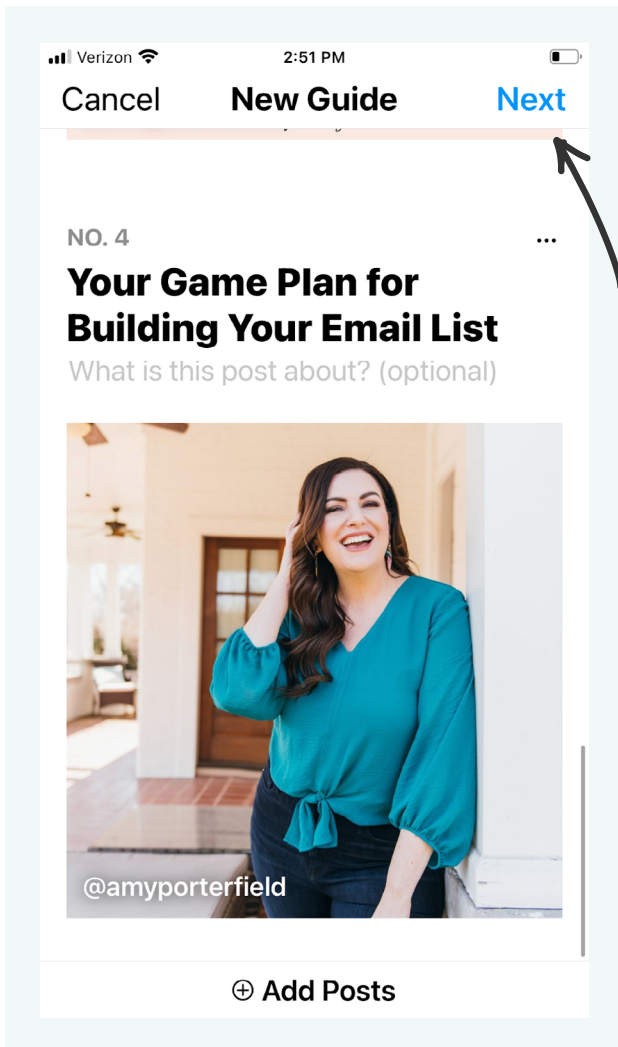 Verizon 2:51 PM
Cancel New Guide Next
NO. 4
Your Game Plan for
Building Your Email List
What is this post about? (optional)
@amyporterfield
Add Posts